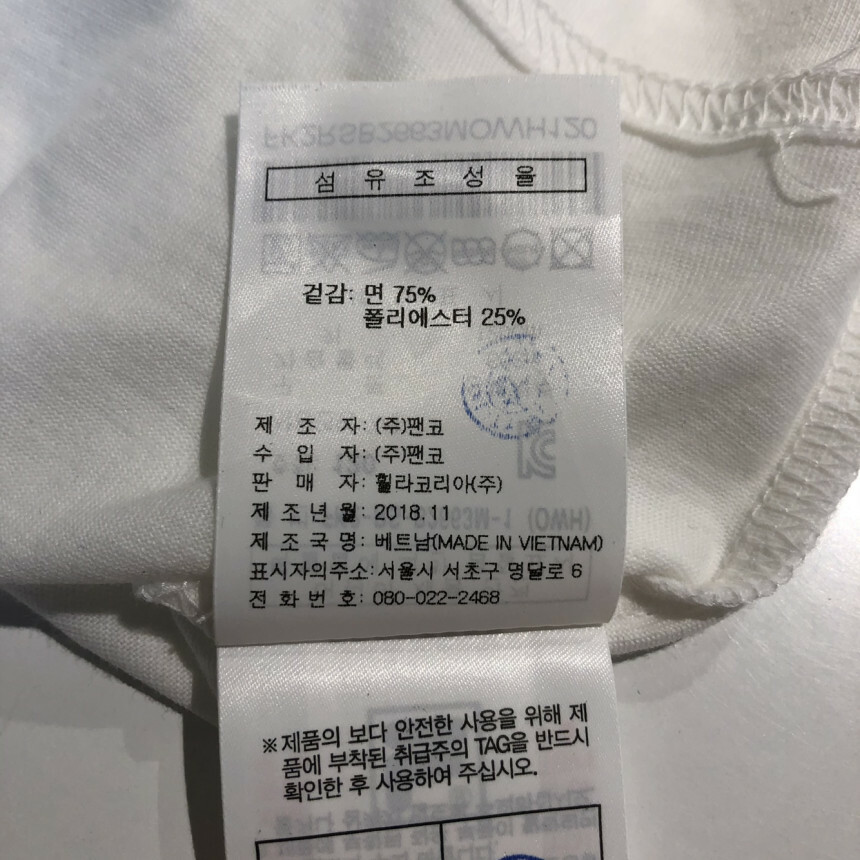 섬 유 조 성 율
겉감: 면 75%
폴리에스터 25%
제 조 자: (주)팬코
수 입 자: (주)팬코
판 매 자: 휠라코리아(주)
제 조 년 월: 2018.11
제 조 국 명: 베트남(MADE IN VIETNAM)
표시자의주소: 서울시 서초구 명달로 6
전 화 번 호: 080-022-2468
※제품의 보다 안전한 사용을 위해 제
품에 부착된 취급주의 TAG을 반드시
확인한 후 사용하여 주십시오.